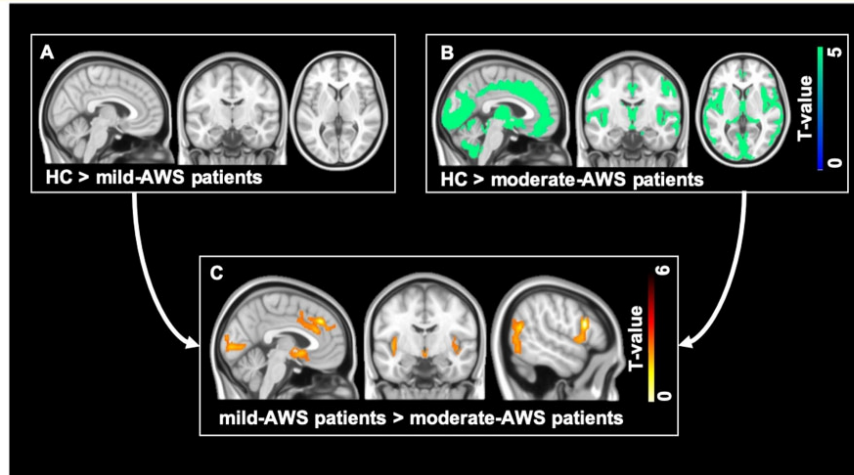 A
HC > mild-AWS patients
B
HC > moderate-AWS patients
5
T-value
0
C
mild-AWS patients > moderate-AWS patients
6
T-value
0